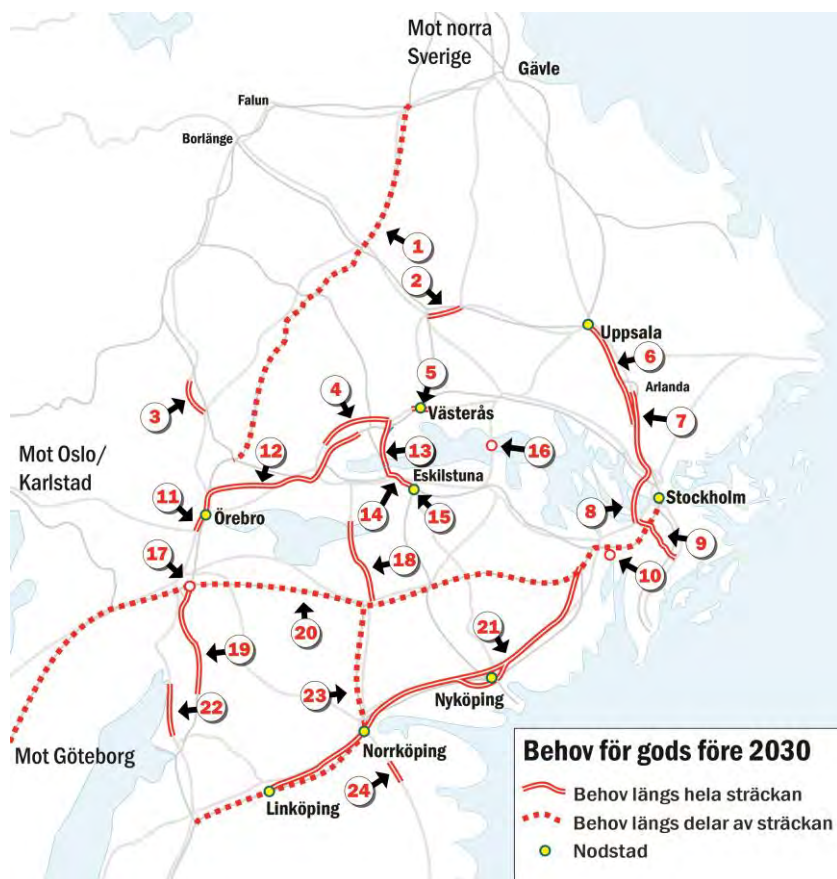 Mot norra
Sverige
Gävle
Falun
Borlänge
1
2
Uppsala
6
Arlanda
5
4
Västerås
7
3
Mot Oslo/
Karlstad
12
13
16
Eskilstuna
11
Örebro
14
15
8
Stockholm
9
17
18
10
20
21
19
22
23
Nyköping
Mot Göteborg
Norrköping
24
Linköping
Behov för gods före 2030
Behov längs hela sträckan
Behov längs delar av sträckan
Nodstad